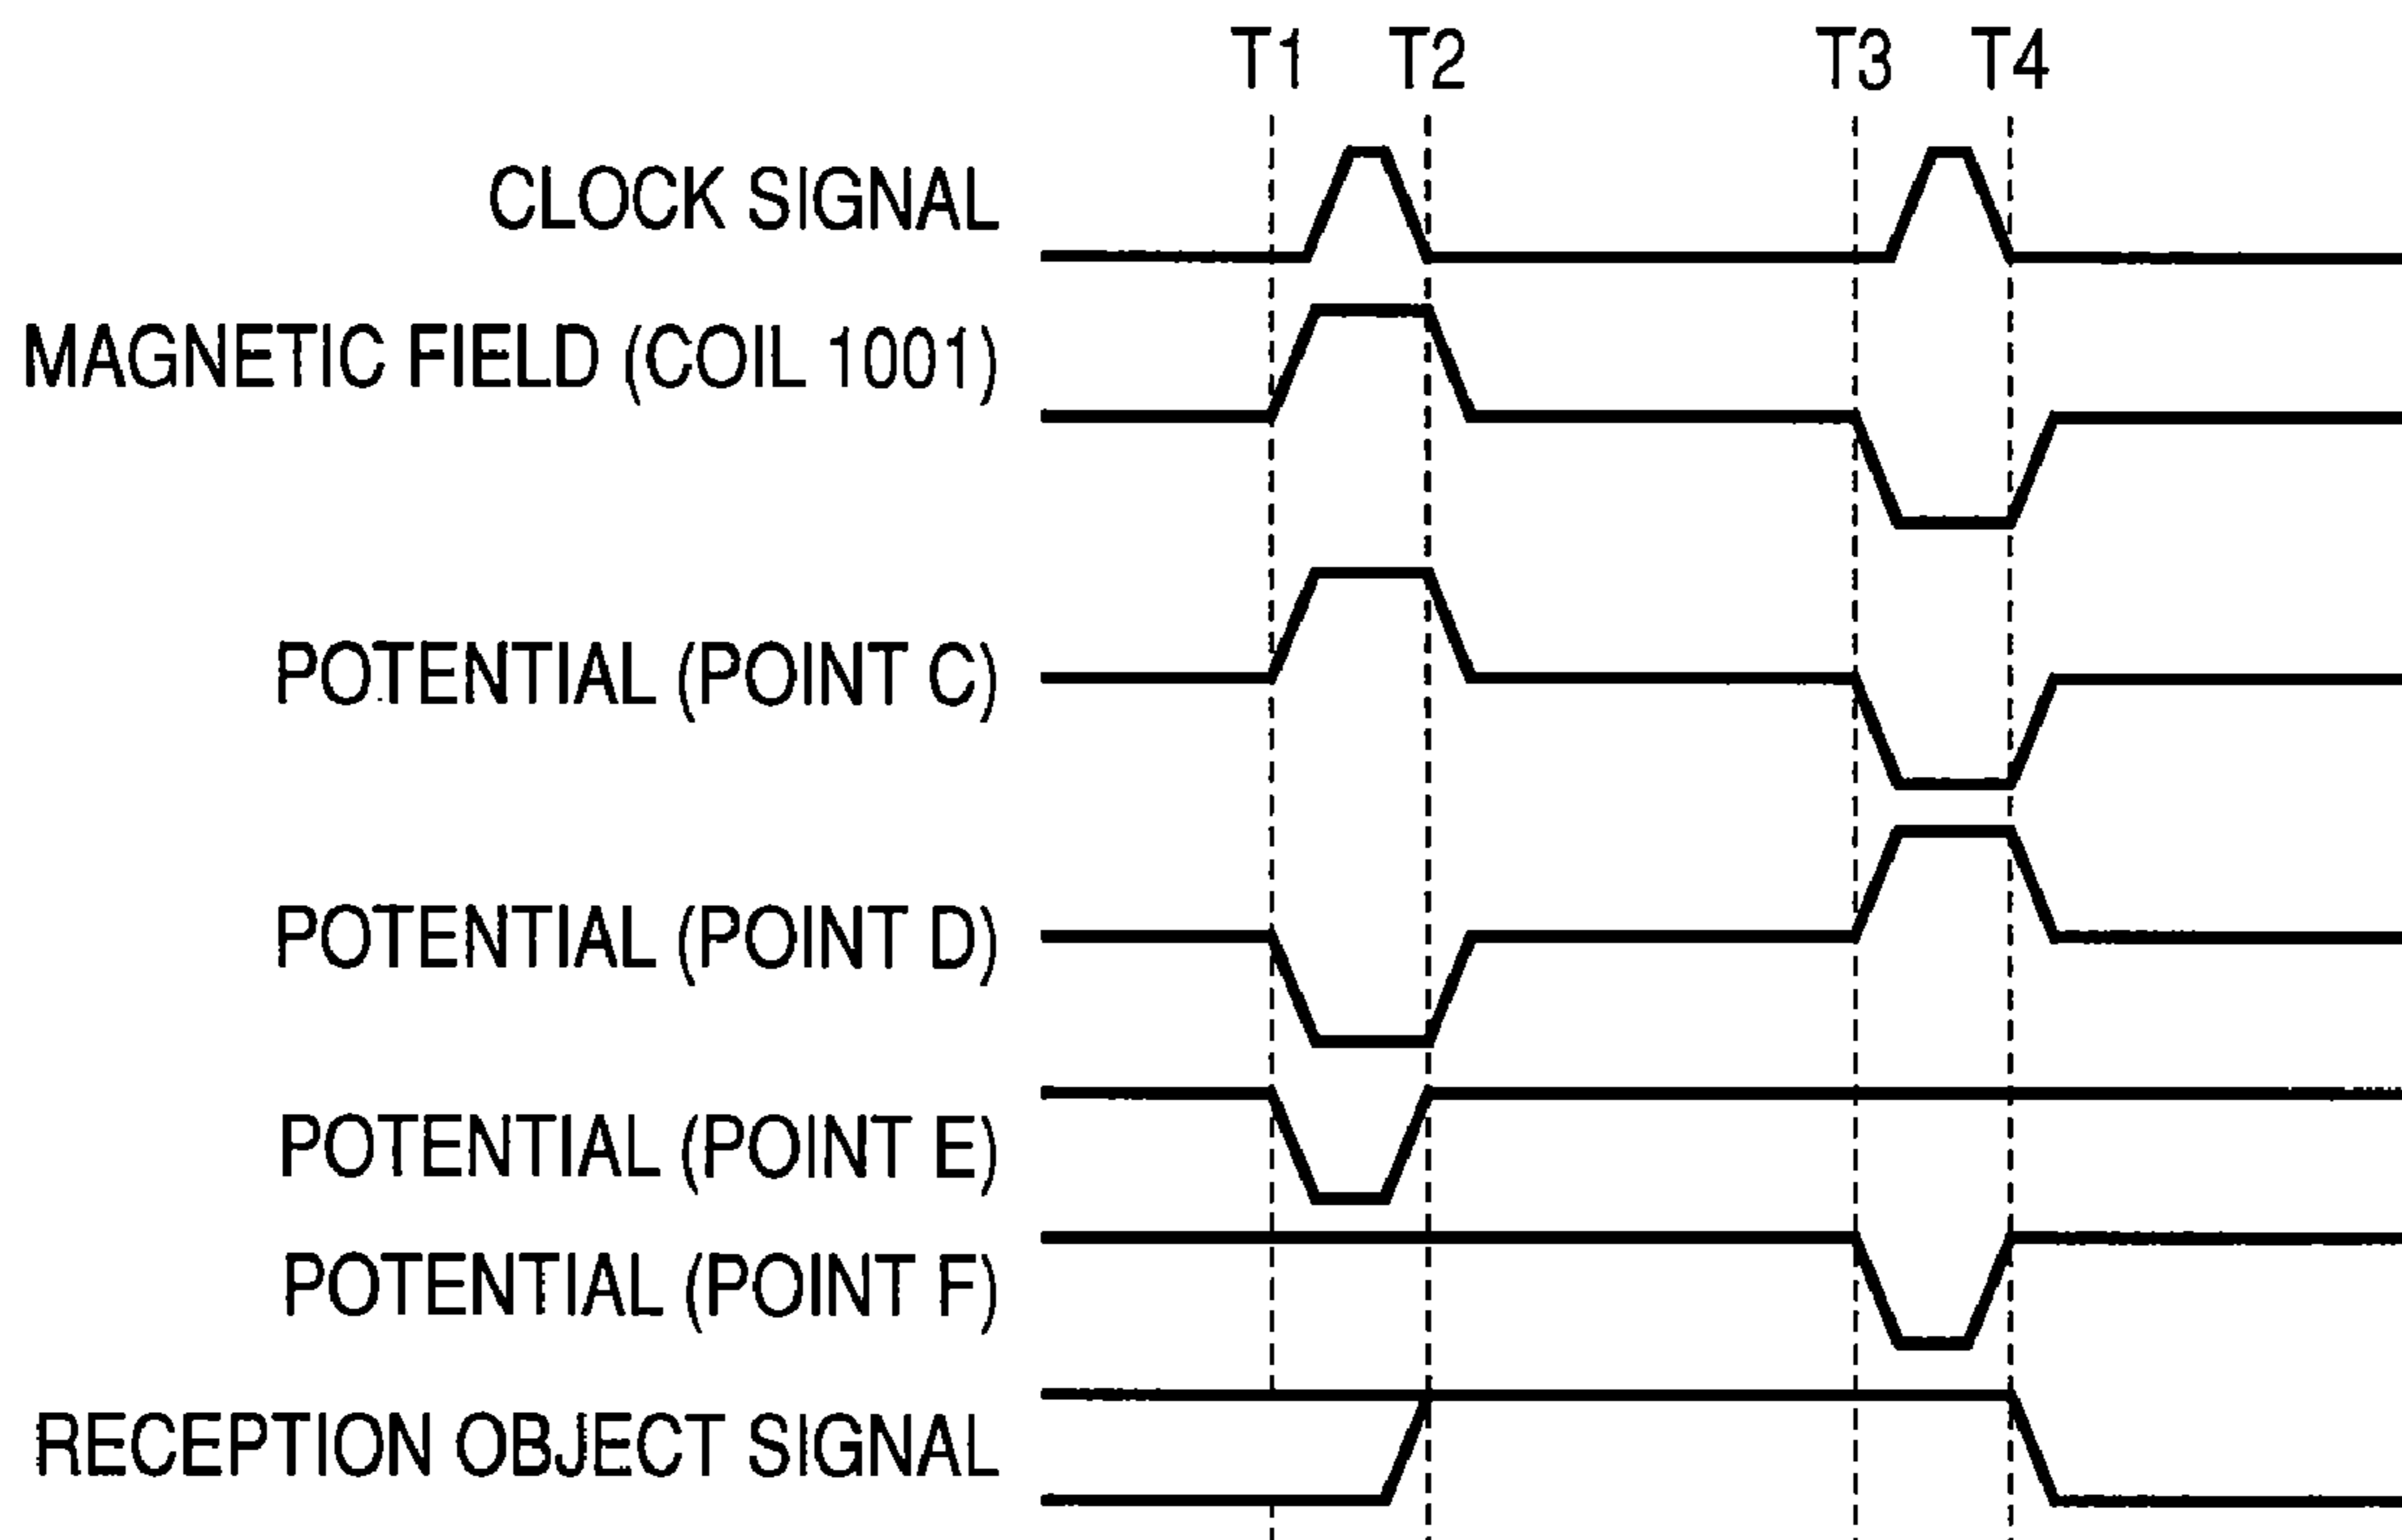 T1 T2 T3 T4
CLOCK SIGNAL
MAGNETIC FIELD (COIL 1001)
POTENTIAL (POINT C)
POTENTIAL (POINT D)
POTENTIAL (POINT E)
POTENTIAL (POINT F)
RECEPTION OBJECT SIGNAL